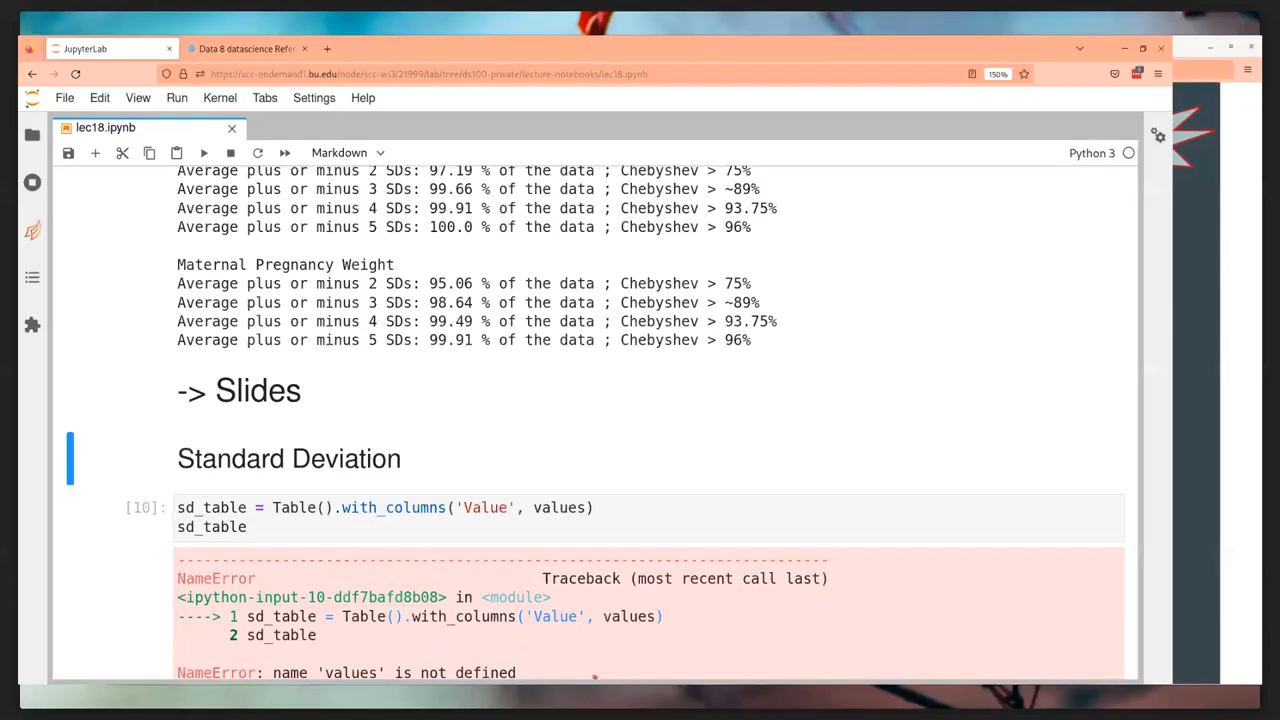 JupyterLab
Data 8 datascience Refer
https://scc-ondemand1.bu.edu/node/scc-wi3/21999/lab/tree/ds100-private/lecture-notebooks/lec18.ipynb
150%
File Edit View Run Kernel Tabs Settings Help
lec18.ipynb
Markdown
Python 3
Average plus or minus 2 SDs: 97.19 % of the data ; Chebyshev > 75%
Average plus or minus 3 SDs: 99.66 % of the data ; Chebyshev > ~89%
Average plus or minus 4 SDs: 99.91 % of the data ; Chebyshev > 93.75%
Average plus or minus 5 SDs: 100.0 % of the data ; Chebyshev > 96%
Maternal Pregnancy Weight
Average plus or minus 2 SDs: 95.06 % of the data ; Chebyshev > 75%
Average plus or minus 3 SDs: 98.64 % of the data ; Chebyshev > ~89%
Average plus or minus 4 SDs: 99.49 % of the data ; Chebyshev > 93.75%
Average plus or minus 5 SDs: 99.91 % of the data ; Chebyshev > 96%
-> Slides
Standard Deviation
[10]: sd_table = Table().with_columns('Value', values)
sd_table
---------------------------------------------------------------------------
NameError Traceback (most recent call last)
<ipython-input-10-ddf7bafd8b08> in <module>
----> 1 sd_table = Table().with_columns('Value', values)
2 sd_table
NameError: name 'values' is not defined